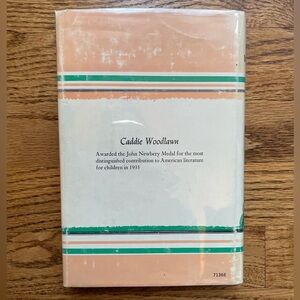 Caddie Woodlawn
Awarded the John Newbery Medal for the most
distinguished contribution to American literature
for children in 1935
71368